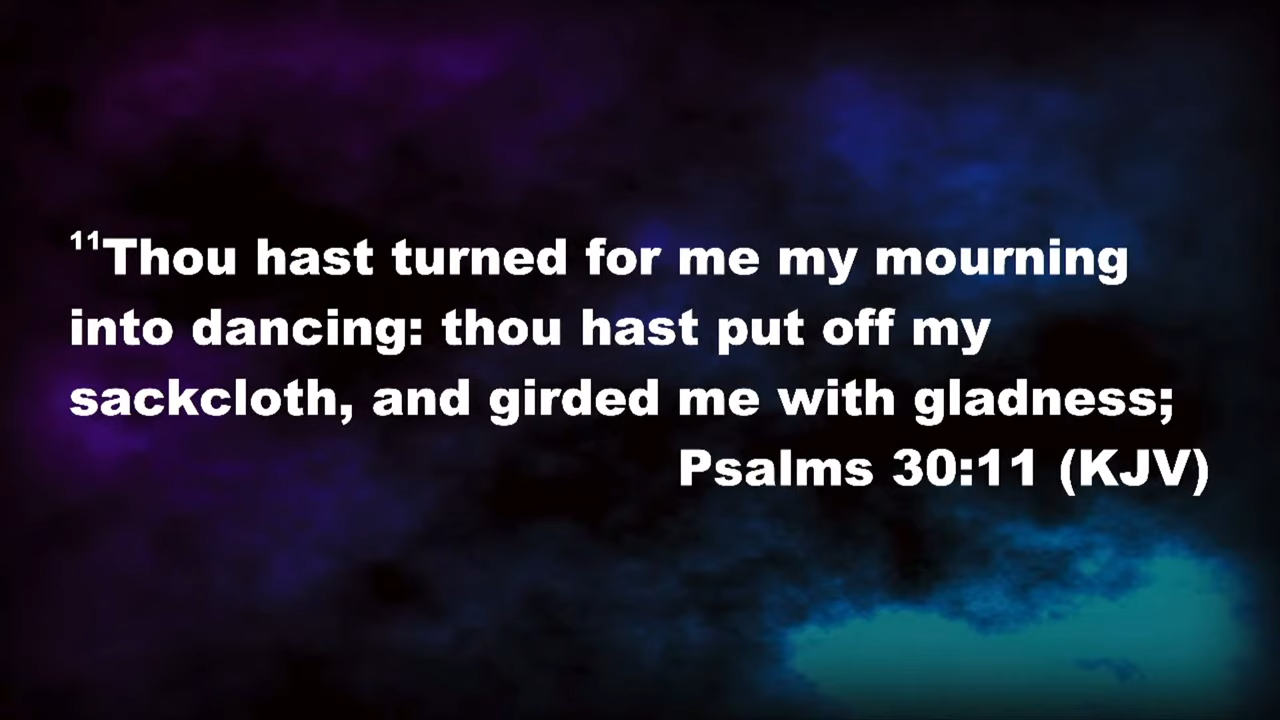 ¹¹Thou hast turned for me my mourning
into dancing: thou hast put off my
sackcloth, and girded me with gladness;
Psalms 30:11 (KJV)